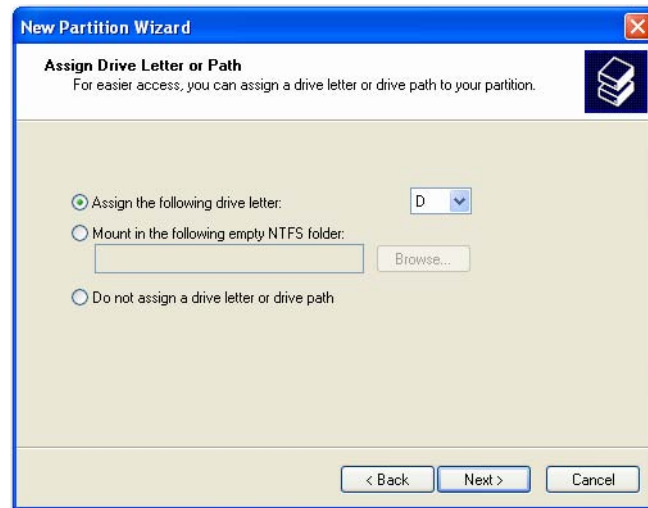 New Partition Wizard
Assign Drive Letter or Path
For easier access, you can assign a drive letter or drive path to your partition.
Assign the following drive letter: D
Mount in the following empty NTFS folder:
Browse...
Do not assign a drive letter or drive path
< Back Next > Cancel